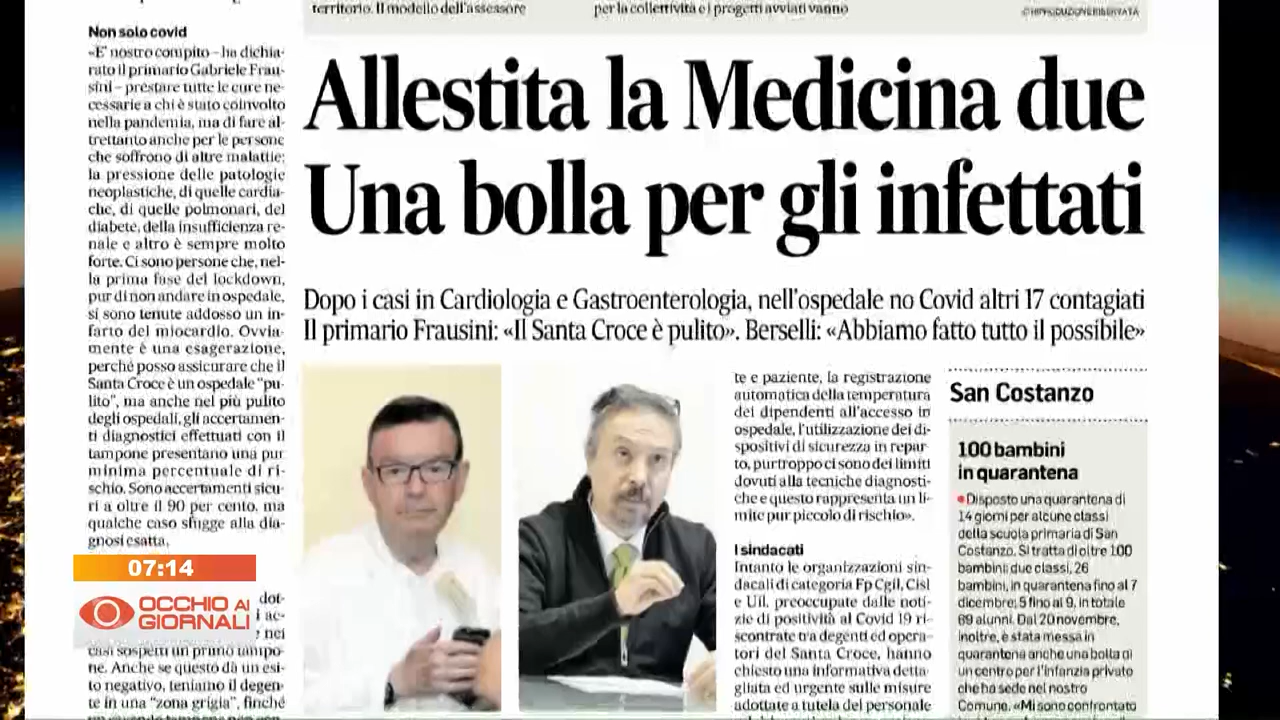 territorio. Il modello dell'assessore
per la collettività e i progetti avviati vanno
©RIPRODUZIONE RISERVATA
Non solo covid
«E' nostro compito – ha dichia-
rato il primario Gabriele Frau-
sini – prestare tutte le cure ne-
cessarie a chi è stato coinvolto
nella pandemia, ma di fare al-
trettanto anche per le persone
che soffrono di altre malattie:
la pressione delle patologie
neoplastiche, di quelle cardia-
che, di quelle polmonari, del
diabete, della insufficienza re-
nale e altro è sempre molto
forte. Ci sono persone che, nel-
la prima fase del lockdown,
pur di non andare in ospedale,
si sono tenute addosso un in-
farto del miocardio. Ovvia-
mente è una esagerazione,
perché posso assicurare che il
Santa Croce è un ospedale "pu-
lito", ma anche nel più pulito
degli ospedali, gli accertamen-
ti diagnostici effettuati con il
tampone presentano una pur
minima percentuale di ri-
schio. Sono accertamenti sicu-
ri a oltre il 90 per cento, ma
qualche caso sfugge alla dia-
gnosi esatta.
07:14
OCCHIO AI
GIORNALI
dot-
ac-
nei
casi sospetti un primo tampo-
ne. Anche se questo dà un esi-
to negativo, teniamo il degen-
te in una "zona grigia", finché
Allestita la Medicina due
Una bolla per gli infettati
Dopo i casi in Cardiologia e Gastroenterologia, nell'ospedale no Covid altri 17 contagiati
Il primario Frausini: «Il Santa Croce è pulito». Berselli: «Abbiamo fatto tutto il possibile»
te e paziente, la registrazione
automatica della temperatura
dei dipendenti all'accesso in
ospedale, l'utilizzazione dei di-
spositivi di sicurezza in repar-
to, purtroppo ci sono dei limiti
dovuti alla tecniche diagnosti-
che e questo rappresenta un li-
mite pur piccolo di rischio».
I sindacati
Intanto le organizzazioni sin-
dacali di categoria Fp Cgil, Cisl
e Uil, preoccupate dalle noti-
zie di positività al Covid 19 ri-
scontrate tra degenti ed opera-
tori del Santa Croce, hanno
chiesto una informativa detta-
gliata ed urgente sulle misure
adottate a tutela del personale
San Costanzo
100 bambini
in quarantena
• Disposto una quarantena di
14 giorni per alcune classi
della scuola primaria di San
Costanzo. Si tratta di oltre 100
bambini: due classi, 26
bambini, in quarantena fino al 7
dicembre; 5 fino al 9, in totale
69 alunni. Dal 20 novembre,
inoltre, è stata messa in
quarantena anche una bolla di
un centro per l'infanzia privato
che ha sede nel nostro
Comune. «Mi sono confrontato